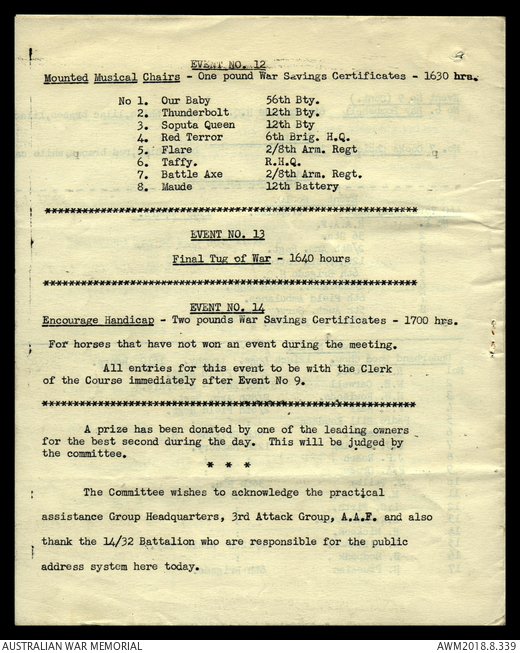 EVENT NO. 12
Mounted Musical Chairs - One pound War Savings Certificates - 1630 hrs.
No 1. Our Baby 56th Bty.
2. Thunderbolt 12th Bty.
3. Soputa Queen 12th Bty
4. Red Terror 6th Brig. H.Q.
5. Flare 2/8th Arm. Regt
6. Taffy. R.H.Q.
7. Battle Axe 2/8th Arm. Regt.
8. Maude 12th Battery
************************************************************
EVENT NO. 13
Final Tug of War - 1640 hours
************************************************************
EVENT NO. 14
Encourage Handicap - Two pounds War Savings Certificates - 1700 hrs.
For horses that have not won an event during the meeting.
All entries for this event to be with the Clerk
of the Course immediately after Event No 9.
************************************************************
A prize has been donated by one of the leading owners
for the best second during the day. This will be judged by
the committee.
* * *
The Committee wishes to acknowledge the practical
assistance Group Headquarters, 3rd Attack Group, A.A.F. and also
thank the 14/32 Battalion who are responsible for the public
address system here today.
AUSTRALIAN WAR MEMORIAL AWM2018.8.339